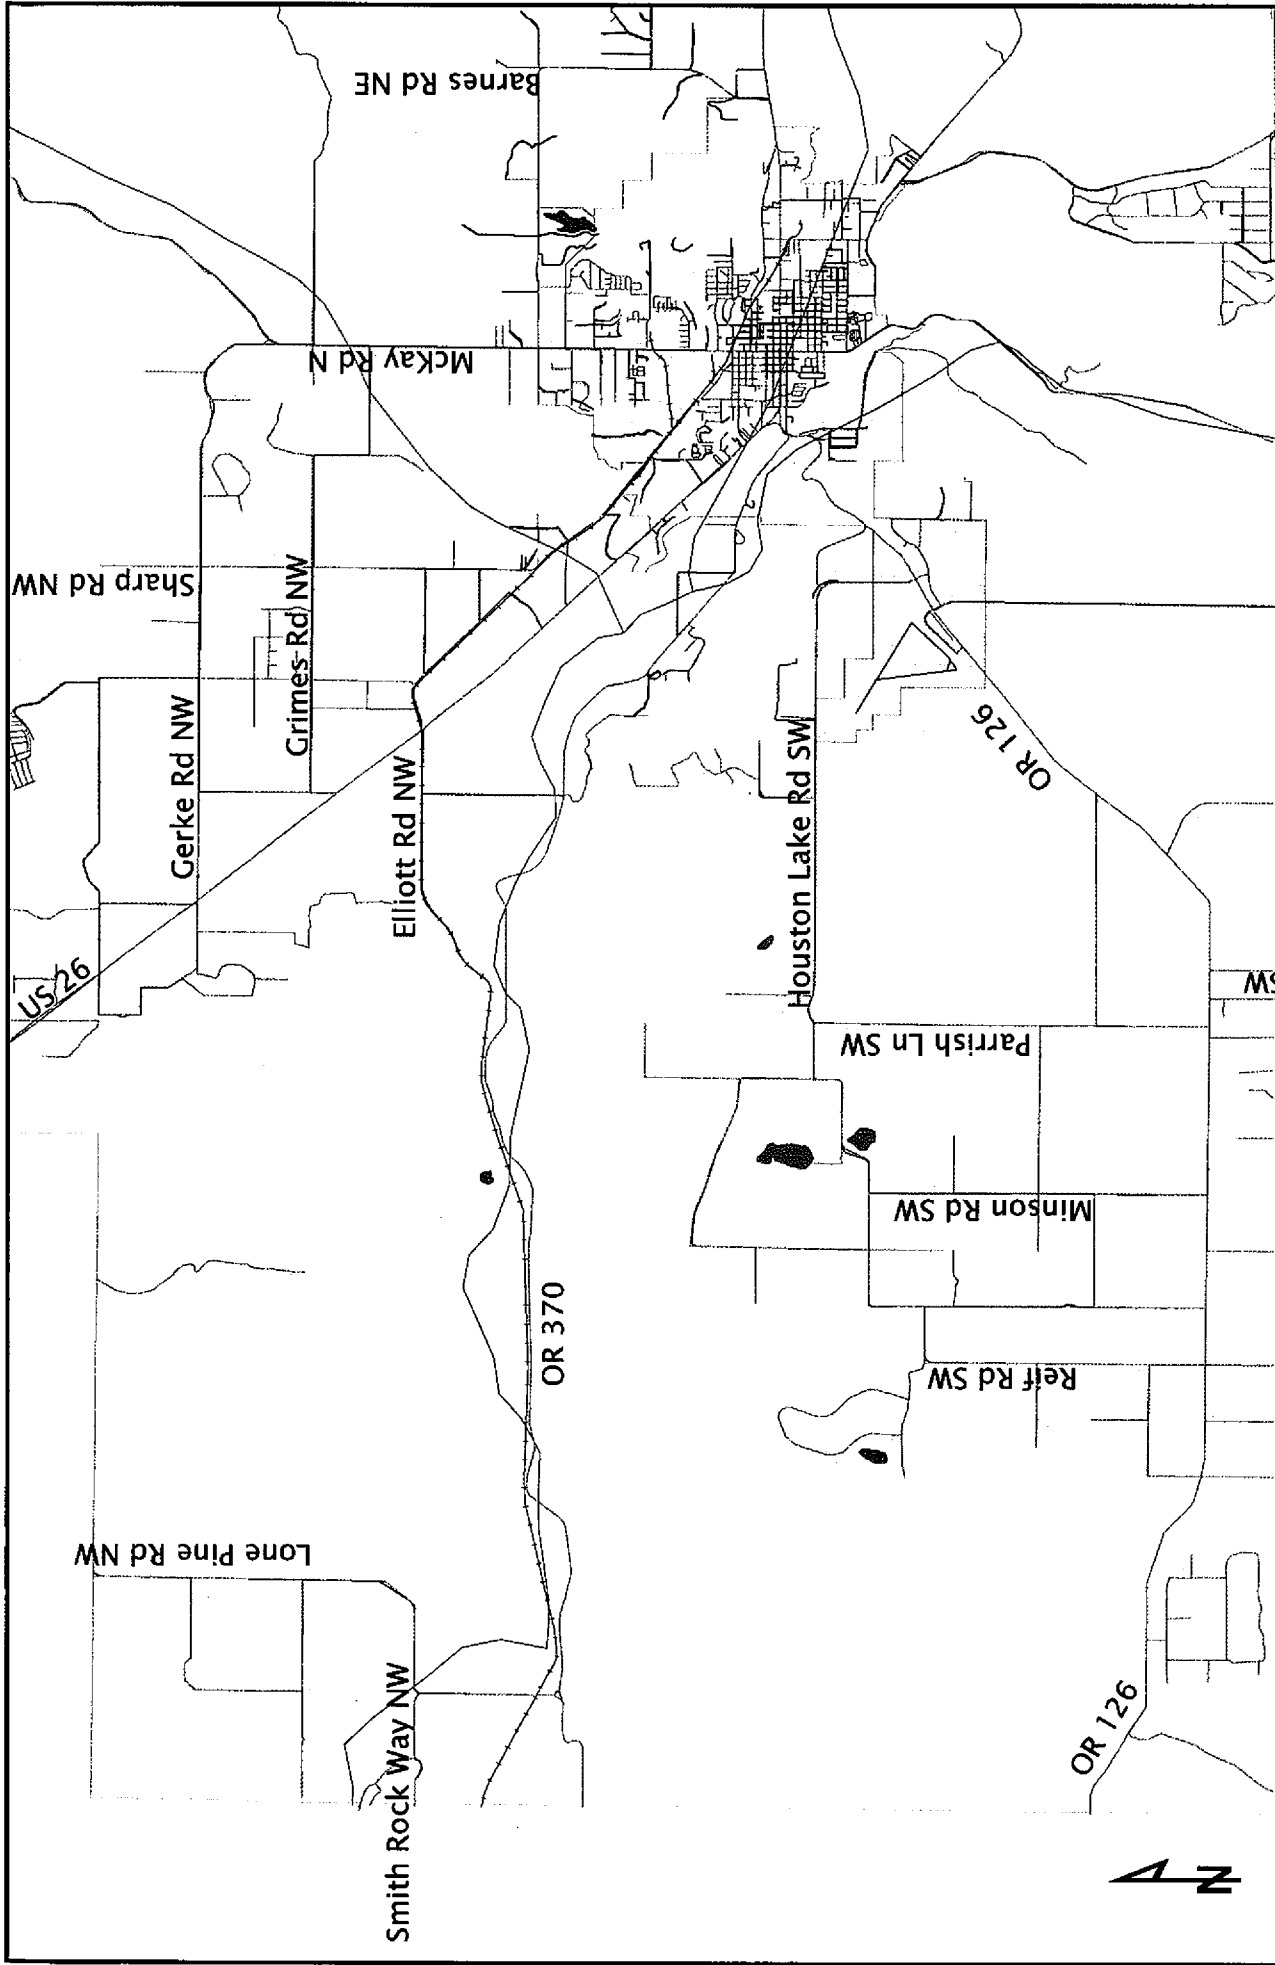 Barnes Rd NE
McKay Rd N
Sharp Rd NW
Grimes Rd NW
Gerke Rd NW
US 26
Elliott Rd NW
OR 126
Houston Lake Rd SW
Parrish Ln SW
SW
Minson Rd SW
OR 370
Reif Rd SW
Lone Pine Rd NW
Smith Rock Way NW
OR 126
N